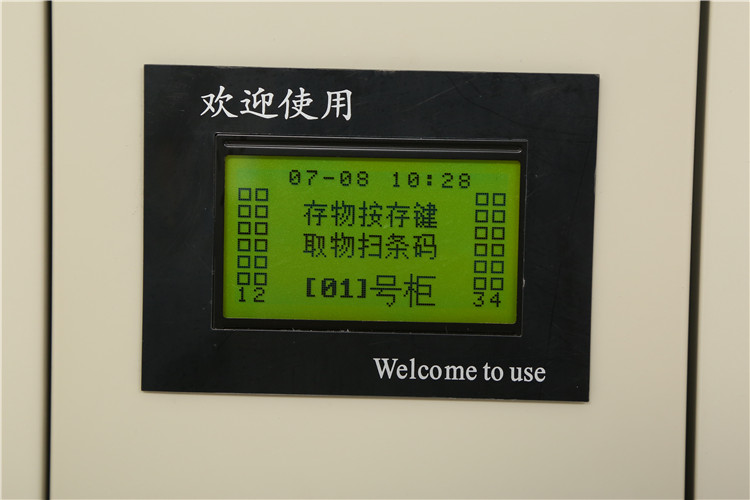 欢迎使用
07-08 10:28
存物按存键
取物扫条码
[01]号柜
12
34
Welcome to use